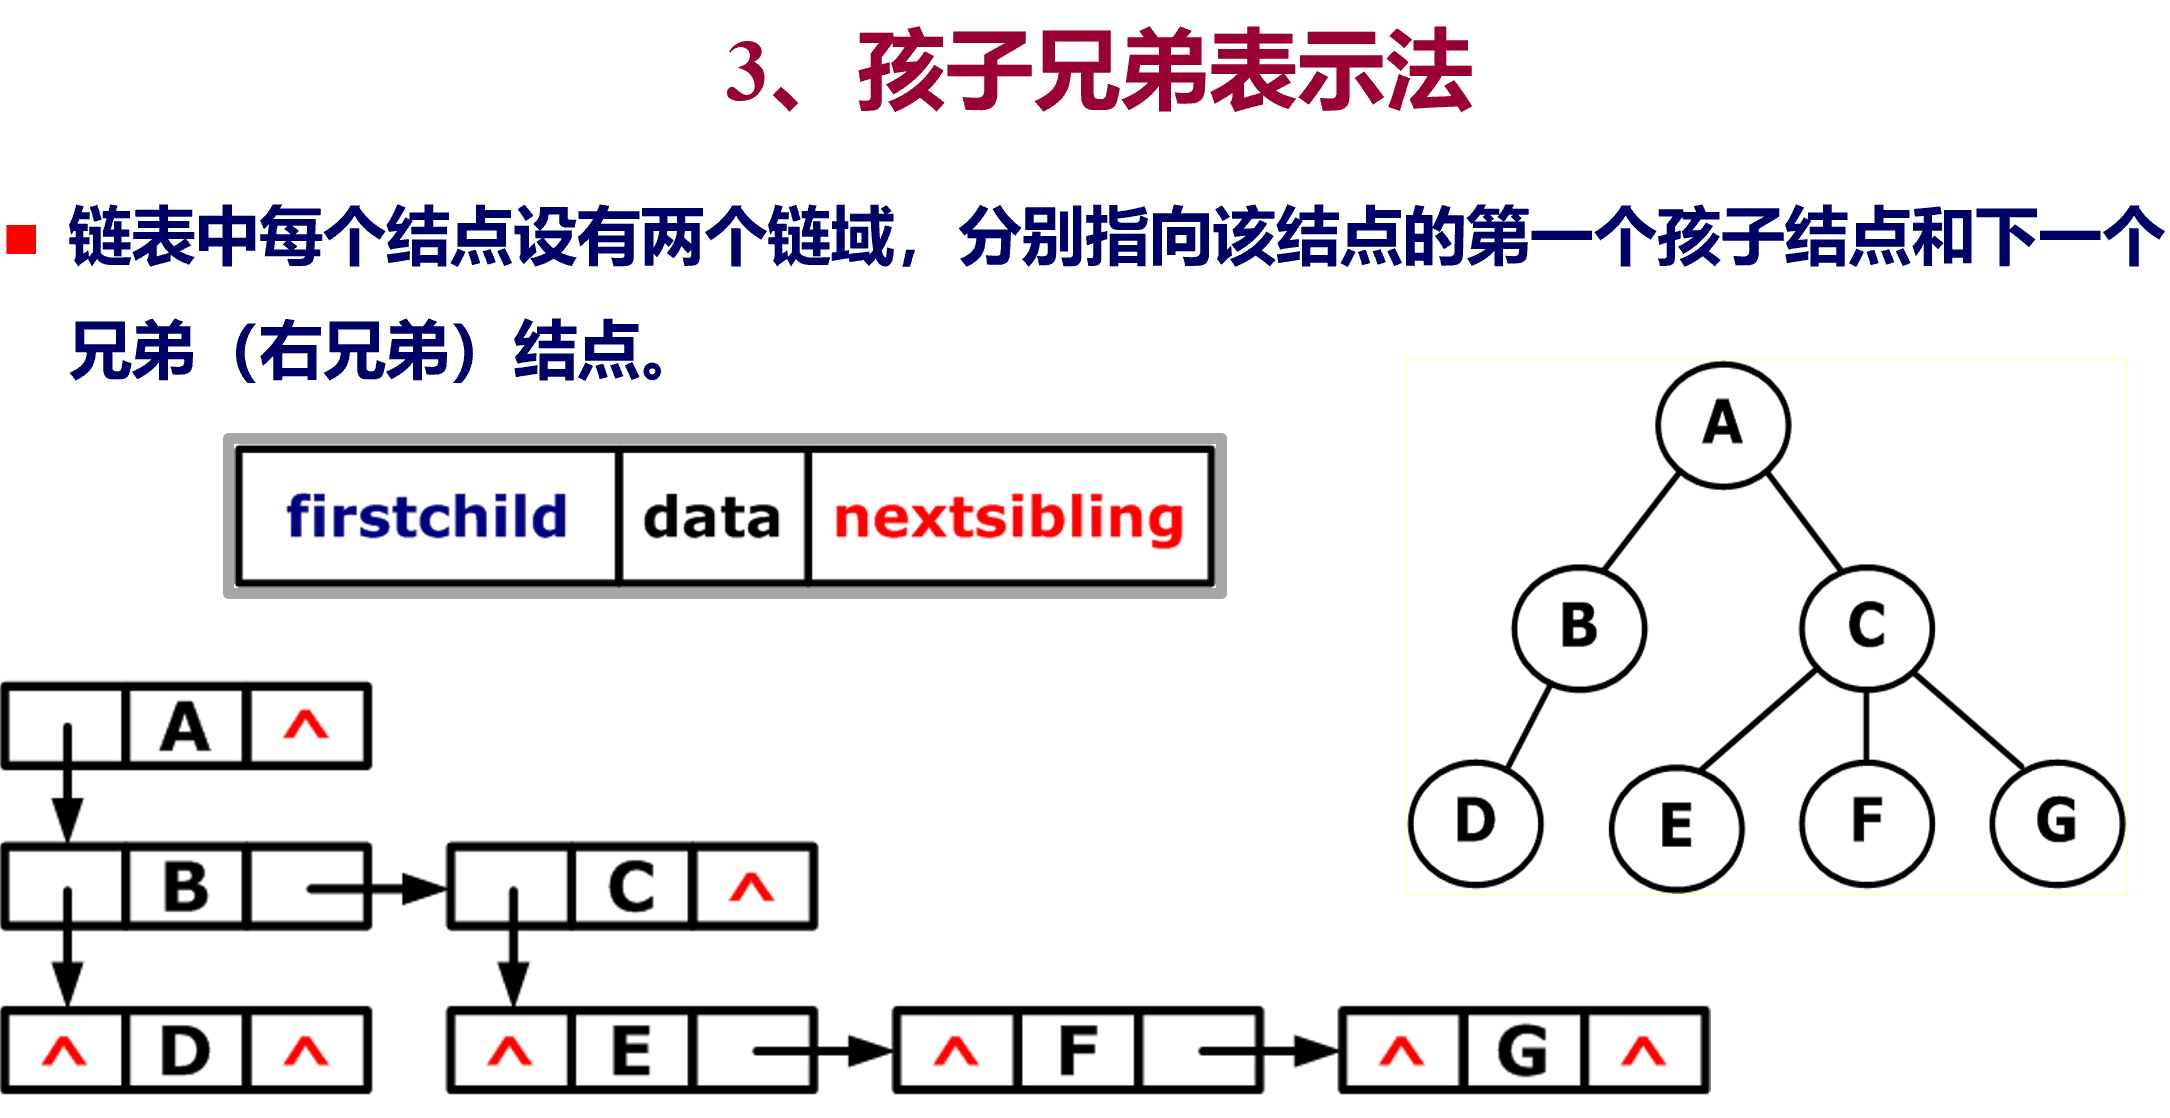 3、孩子兄弟表示法
链表中每个结点设有两个链域，分别指向该结点的第一个孩子结点和下一个
兄弟（右兄弟）结点。
firstchild data nextsibling
A
B C
D E F G
A ^
B C ^
^ D ^ ^ E ^ F ^ G ^